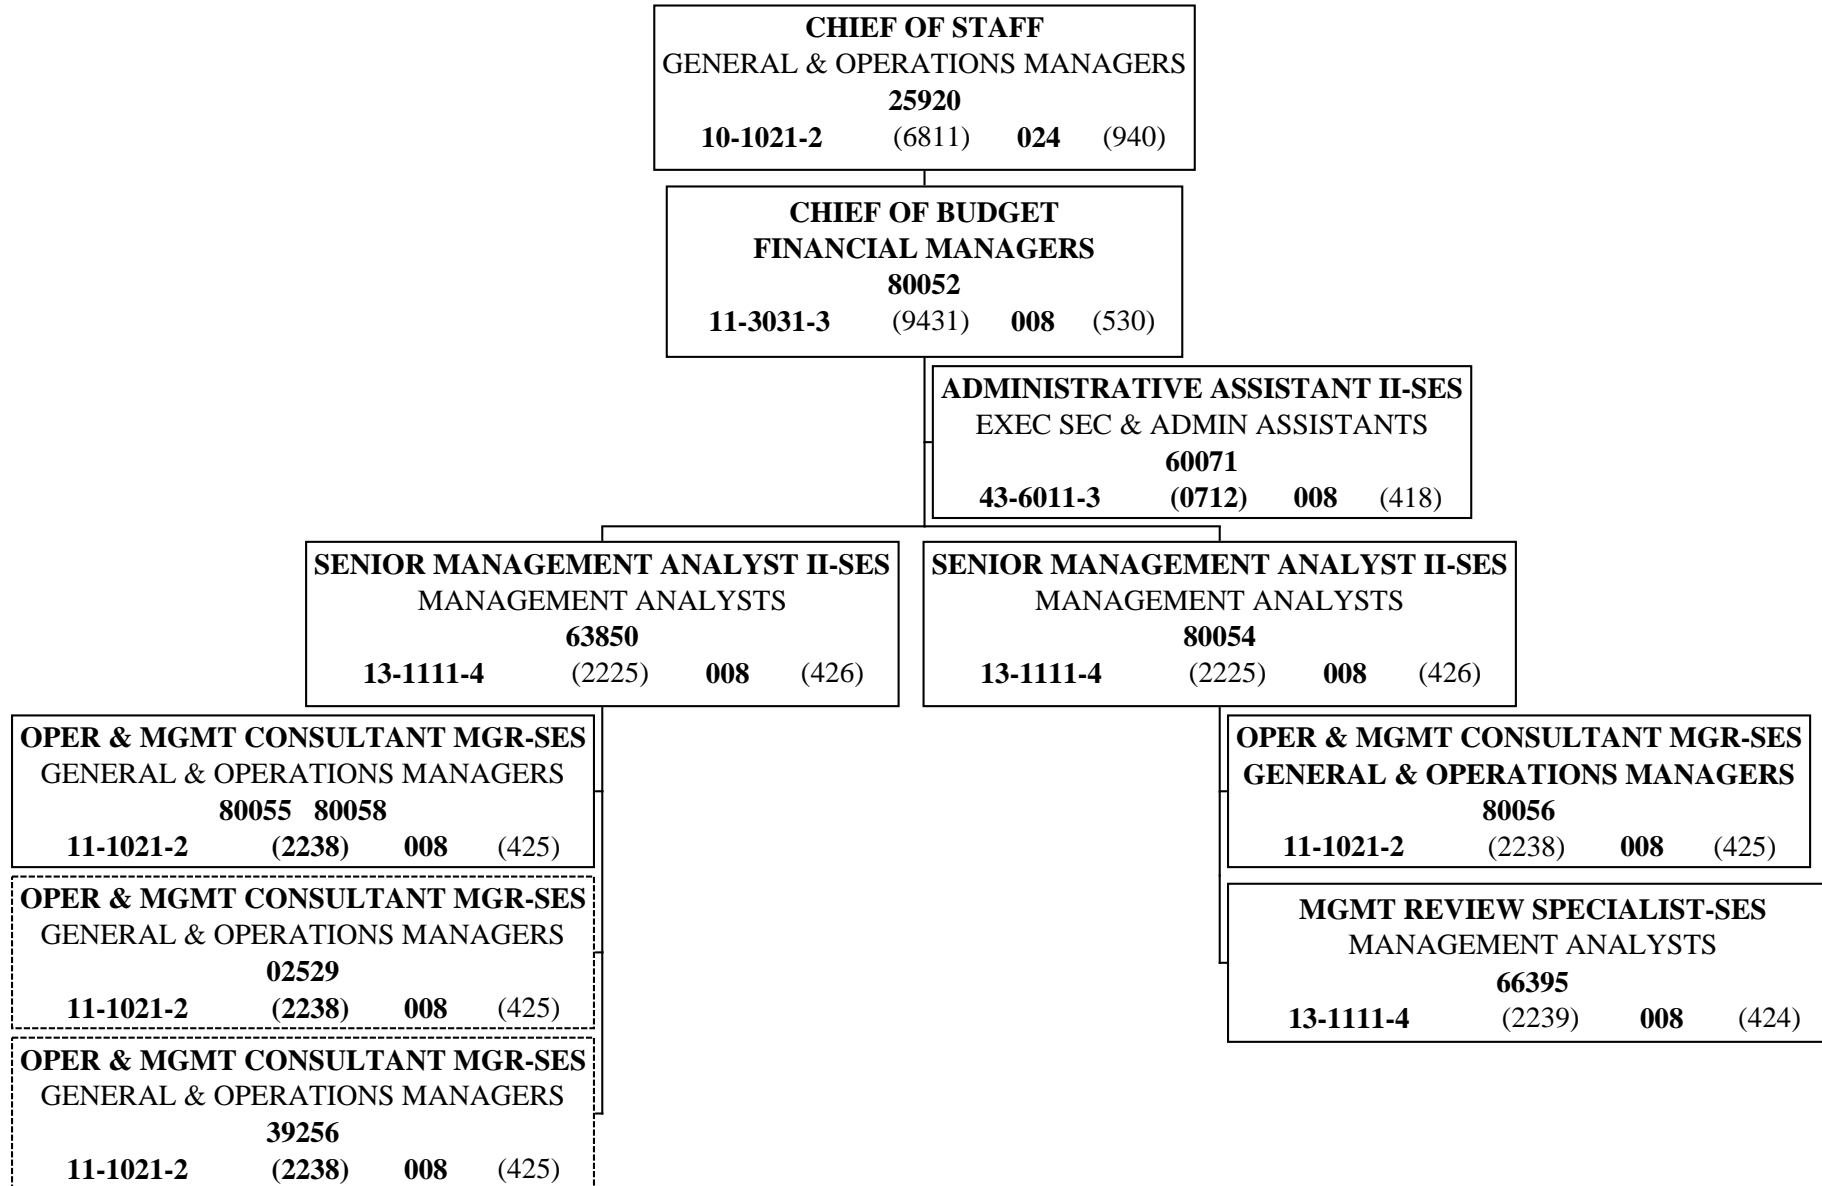 CHIEF OF STAFF
GENERAL & OPERATIONS MANAGERS
25920
10-1021-2 (6811) 024 (940)
CHIEF OF BUDGET
FINANCIAL MANAGERS
80052
11-3031-3 (9431) 008 (530)
ADMINISTRATIVE ASSISTANT II-SES
EXEC SEC & ADMIN ASSISTANTS
60071
43-6011-3 (0712) 008 (418)
SENIOR MANAGEMENT ANALYST II-SES
MANAGEMENT ANALYSTS
63850
13-1111-4 (2225) 008 (426)
SENIOR MANAGEMENT ANALYST II-SES
MANAGEMENT ANALYSTS
80054
13-1111-4 (2225) 008 (426)
OPER & MGMT CONSULTANT MGR-SES
GENERAL & OPERATIONS MANAGERS
80055 80058
11-1021-2 (2238) 008 (425)
OPER & MGMT CONSULTANT MGR-SES
GENERAL & OPERATIONS MANAGERS
02529
11-1021-2 (2238) 008 (425)
OPER & MGMT CONSULTANT MGR-SES
GENERAL & OPERATIONS MANAGERS
39256
11-1021-2 (2238) 008 (425)
OPER & MGMT CONSULTANT MGR-SES
GENERAL & OPERATIONS MANAGERS
80056
11-1021-2 (2238) 008 (425)
MGMT REVIEW SPECIALIST-SES
MANAGEMENT ANALYSTS
66395
13-1111-4 (2239) 008 (424)